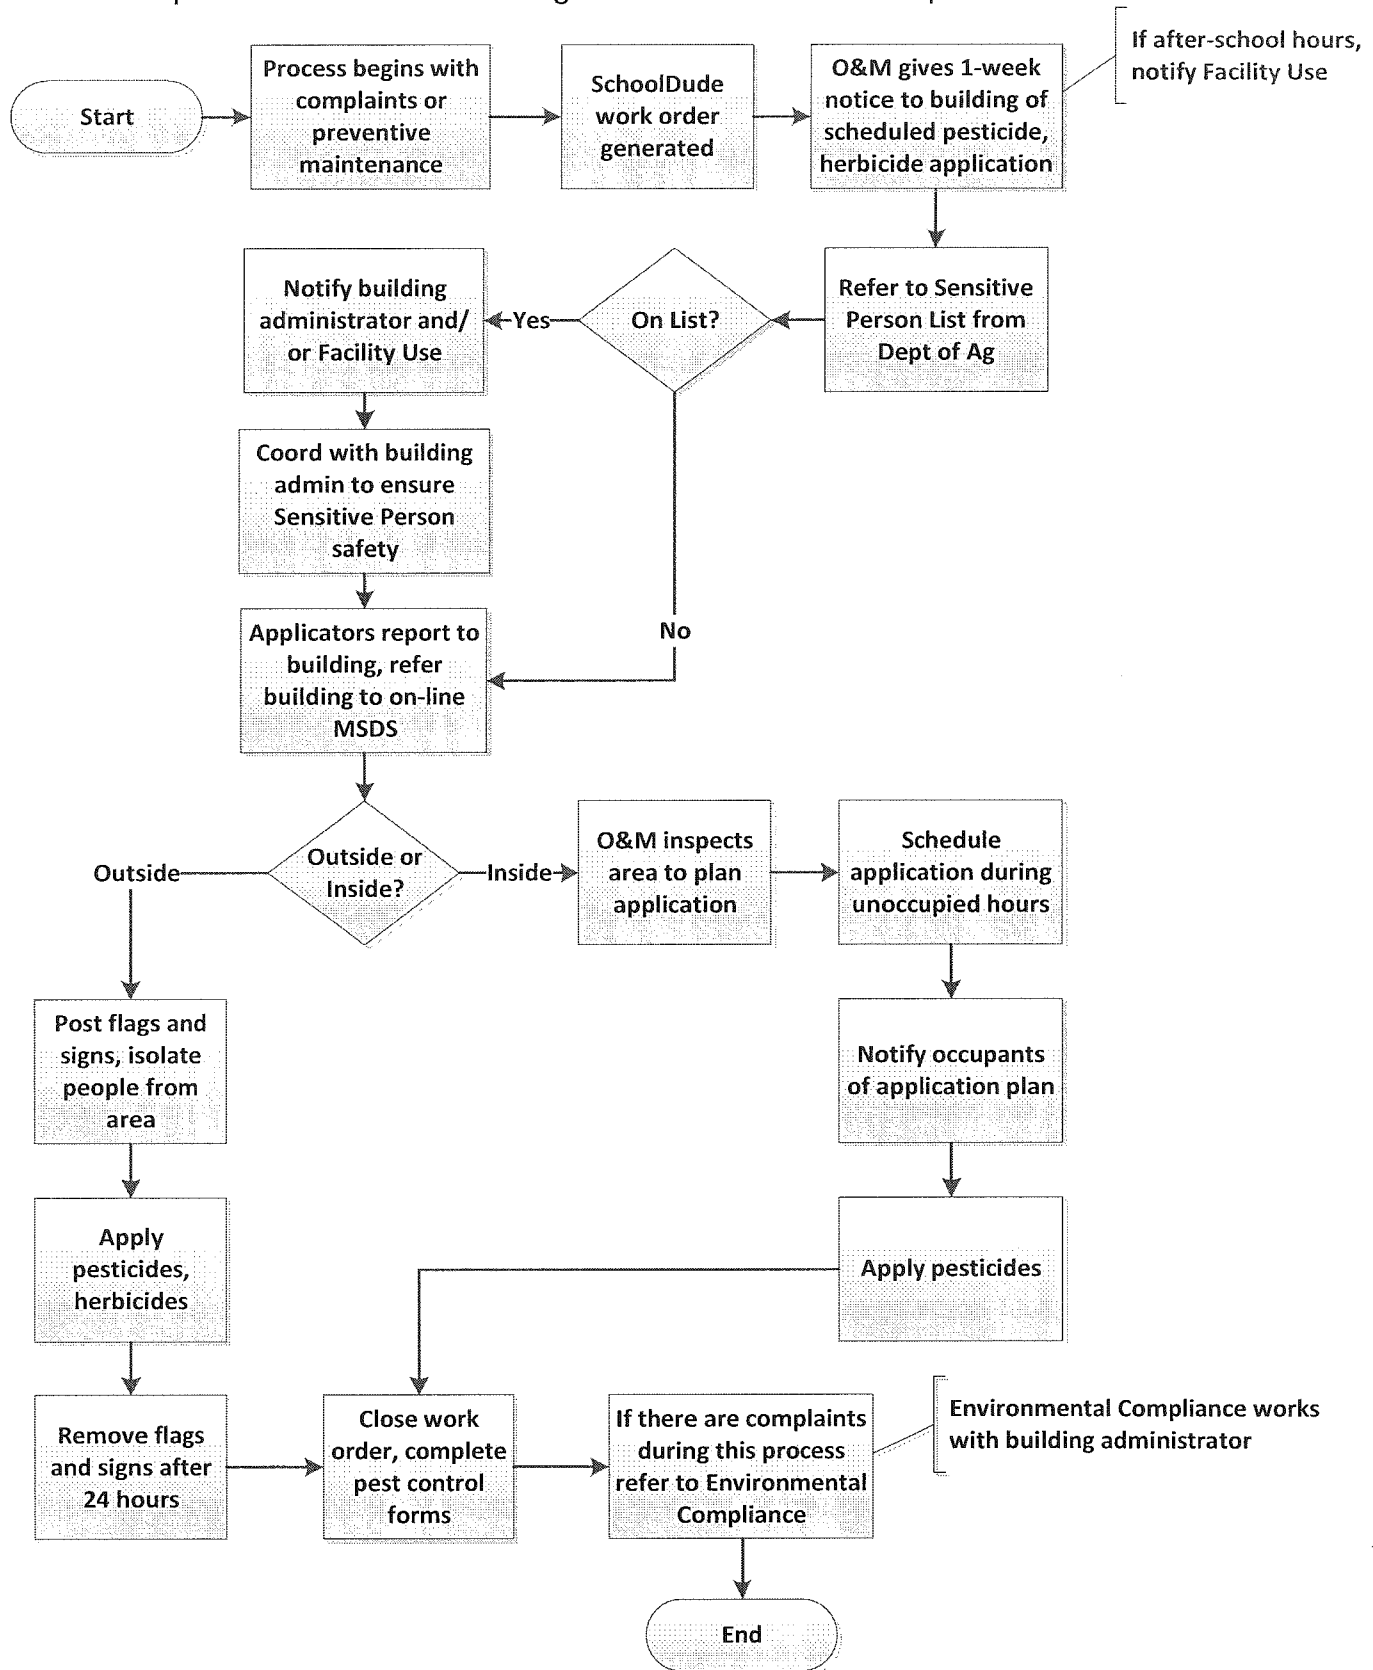 Start
Process begins with
complaints or
preventive
maintenance
SchoolDude
work order
generated
O&M gives 1-week
notice to building of
scheduled pesticide,
herbicide application
If after-school hours,
notify Facility Use
Refer to Sensitive
Person List from
Dept of Ag
On List?
Yes
Notify building
administrator and/
or Facility Use
Coord with building
admin to ensure
Sensitive Person
safety
No
Applicators report to
building, refer
building to on-line
MSDS
Outside or
Inside?
Outside
Inside
O&M inspects
area to plan
application
Schedule
application during
unoccupied hours
Post flags and
signs, isolate
people from
area
Notify occupants
of application plan
Apply
pesticides,
herbicides
Apply pesticides
Remove flags
and signs after
24 hours
Close work
order, complete
pest control
forms
If there are complaints
during this process
refer to Environmental
Compliance
Environmental Compliance works
with building administrator
End